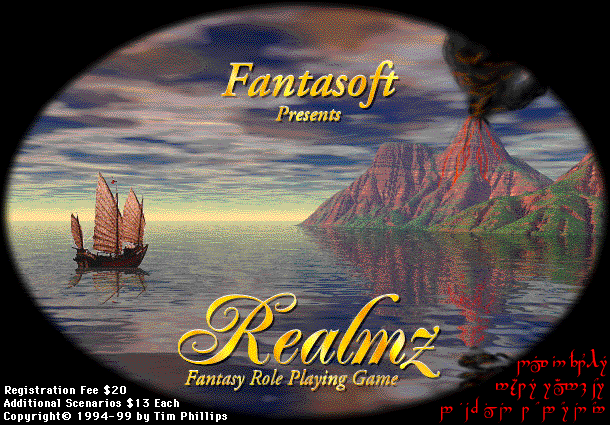 Fantasoft
Presents
Realmz
Fantasy Role Playing Game
Registration Fee $20
Additional Scenarios $13 Each
Copyright© 1994-99 by Tim Phillips